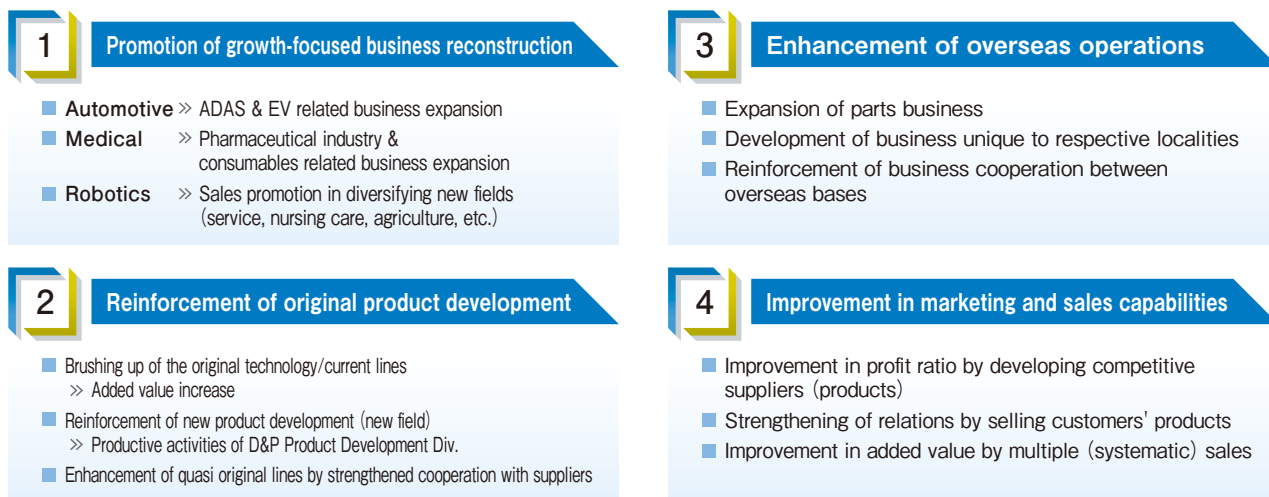 1
Promotion of growth-focused business reconstruction
Automotive ≫ ADAS & EV related business expansion
Medical ≫ Pharmaceutical industry &
consumables related business expansion
Robotics ≫ Sales promotion in diversifying new fields
(service, nursing care, agriculture, etc.)
2
Reinforcement of original product development
Brushing up of the original technology/current lines
≫ Added value increase
Reinforcement of new product development (new field)
≫ Productive activities of D&P Product Development Div.
Enhancement of quasi original lines by strengthened cooperation with suppliers
3
Enhancement of overseas operations
Expansion of parts business
Development of business unique to respective localities
Reinforcement of business cooperation between
overseas bases
4
Improvement in marketing and sales capabilities
Improvement in profit ratio by developing competitive
suppliers (products)
Strengthening of relations by selling customers' products
Improvement in added value by multiple (systematic) sales